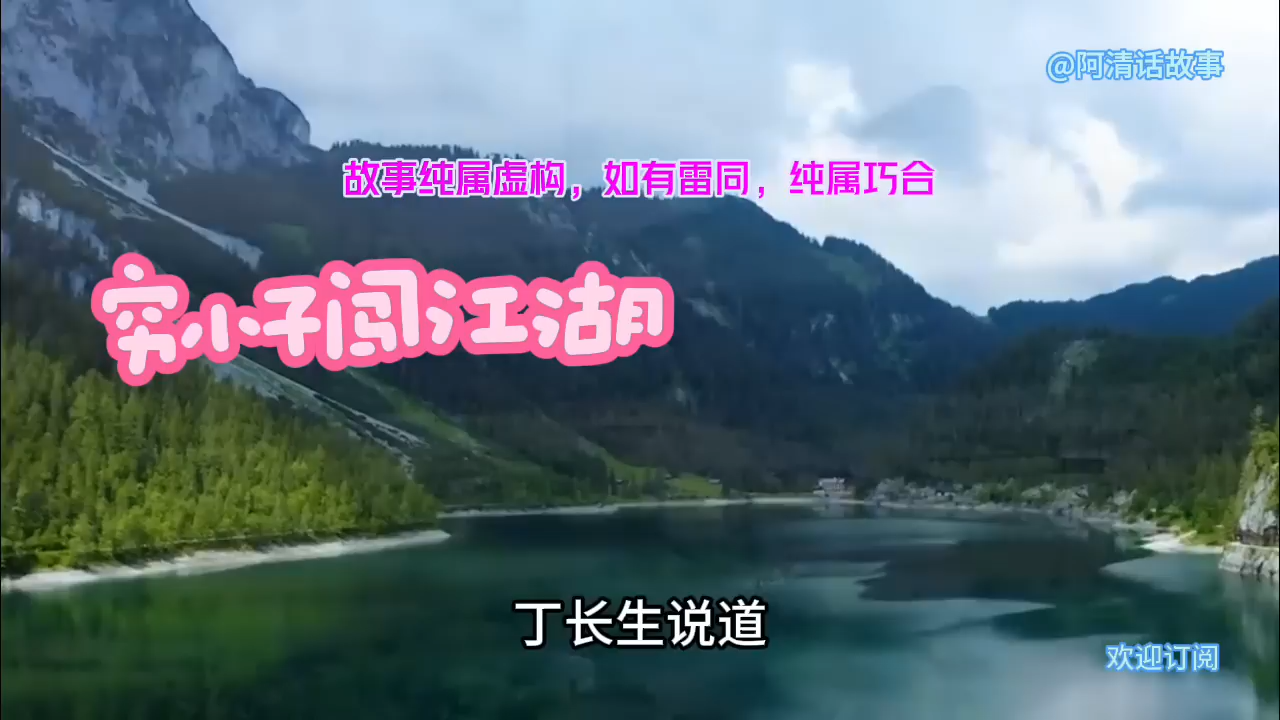 @阿清话故事
故事纯属虚构，如有雷同，纯属巧合
穷小子闯江湖
丁长生说道
欢迎订阅